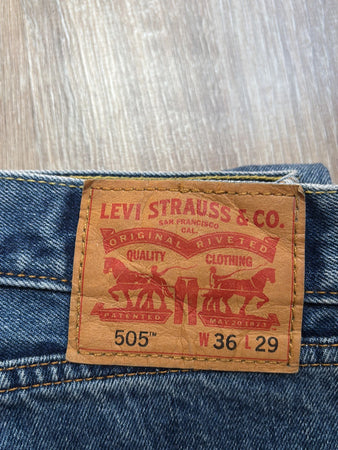 LEVI STRAUSS & CO.
SAN FRANCISCO
CAL.
ORIGINAL RIVETED
QUALITY CLOTHING
PATENTED MAY 20 1873
505™ W 36 L 29